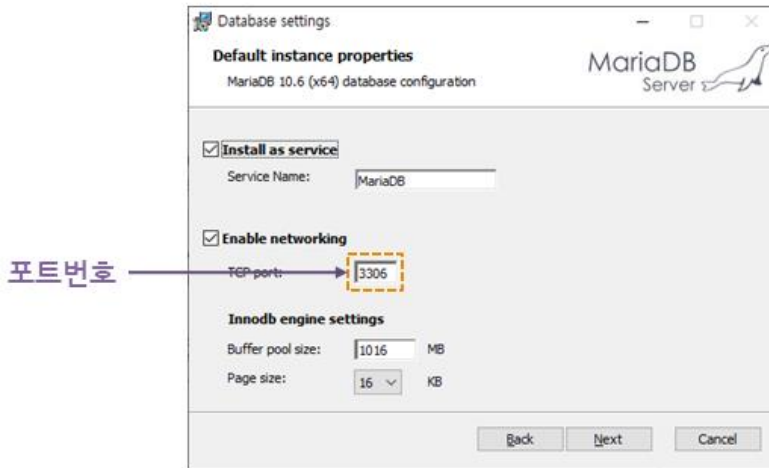 Database settings
Default instance properties
MariaDB 10.6 (x64) database configuration
MariaDB
Server
Install as service
Service Name: MariaDB
Enable networking
포트번호 TCP port: 3306
Innodb engine settings
Buffer pool size: 1016 MB
Page size: 16 KB
Back Next Cancel